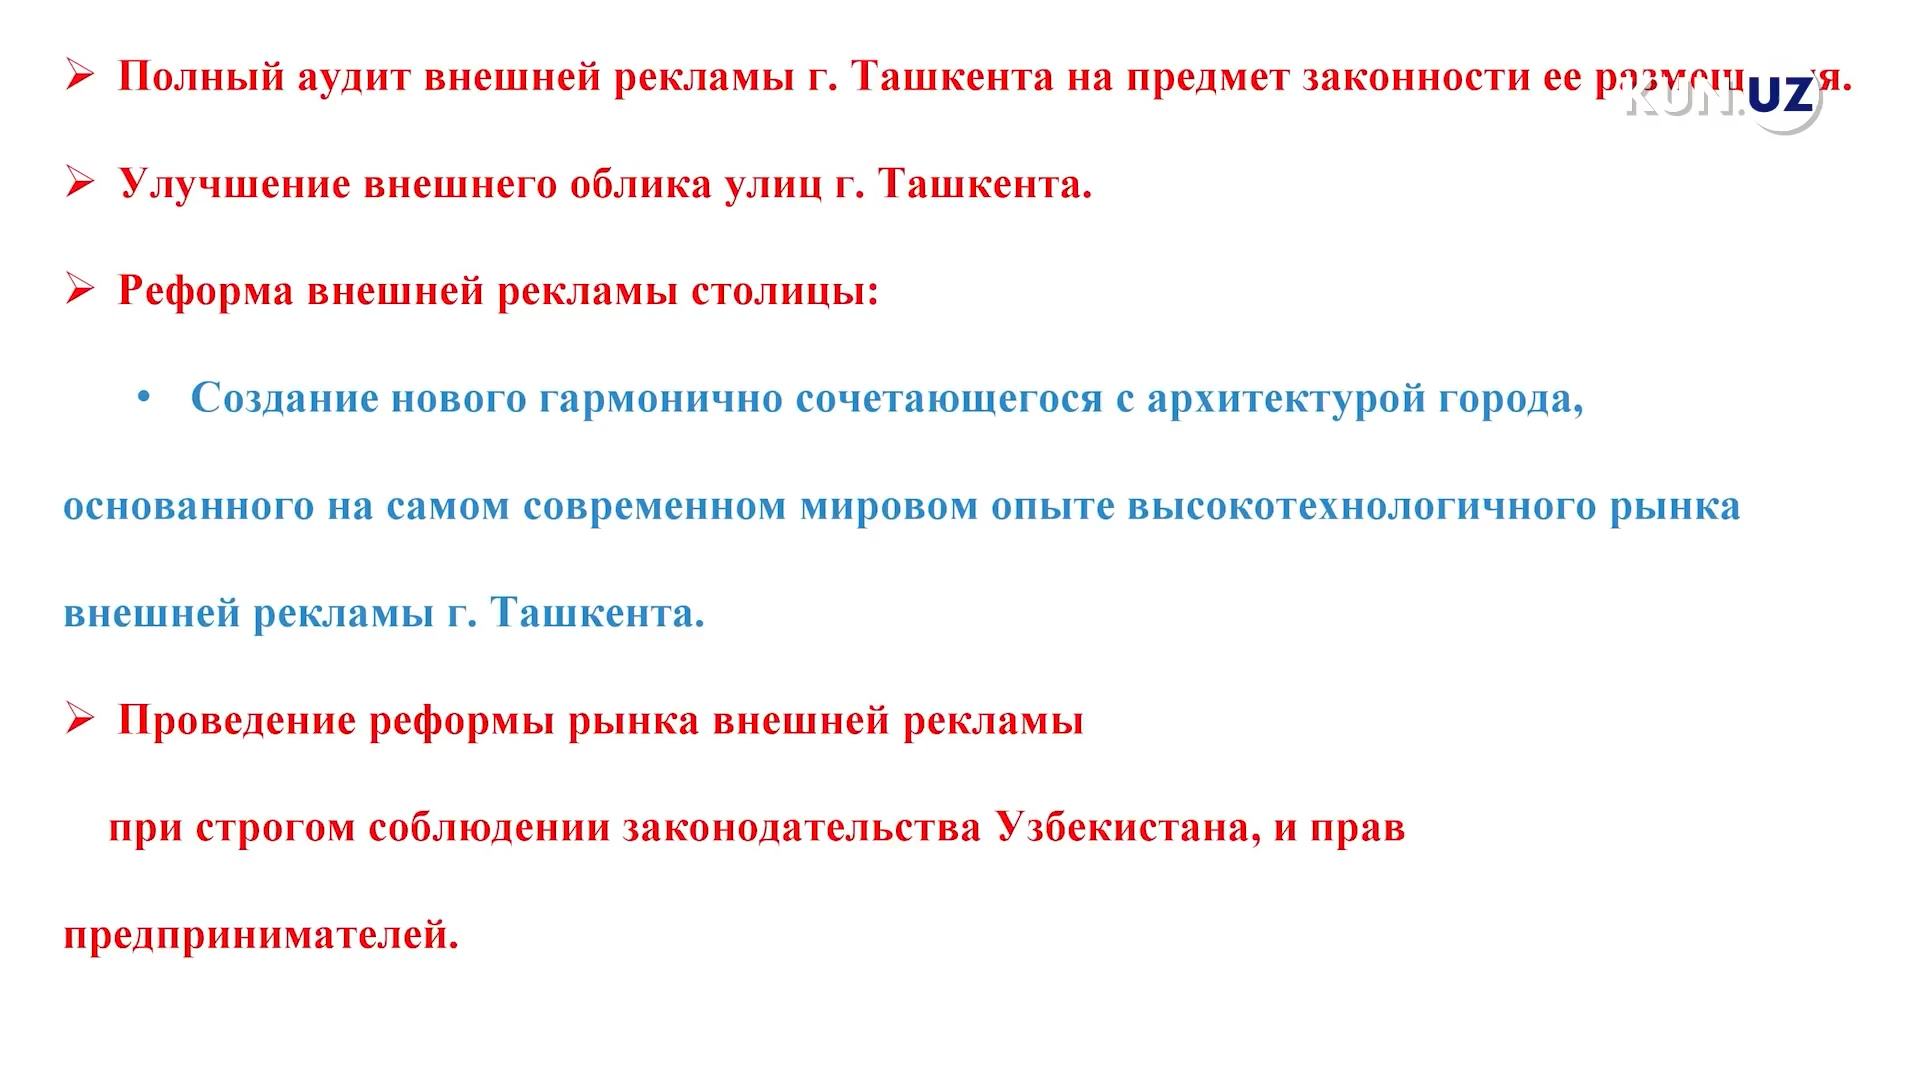 Полный аудит внешней рекламы г. Ташкента на предмет законности ее
KUN.UZ
Улучшение внешнего облика улиц г. Ташкента.
Реформа внешней рекламы столицы:
• Создание нового гармонично сочетающегося с архитектурой города,
основанного на самом современном мировом опыте высокотехнологичного рынка
внешней рекламы г. Ташкента.
Проведение реформы рынка внешней рекламы
при строгом соблюдении законодательства Узбекистана, и прав
предпринимателей.